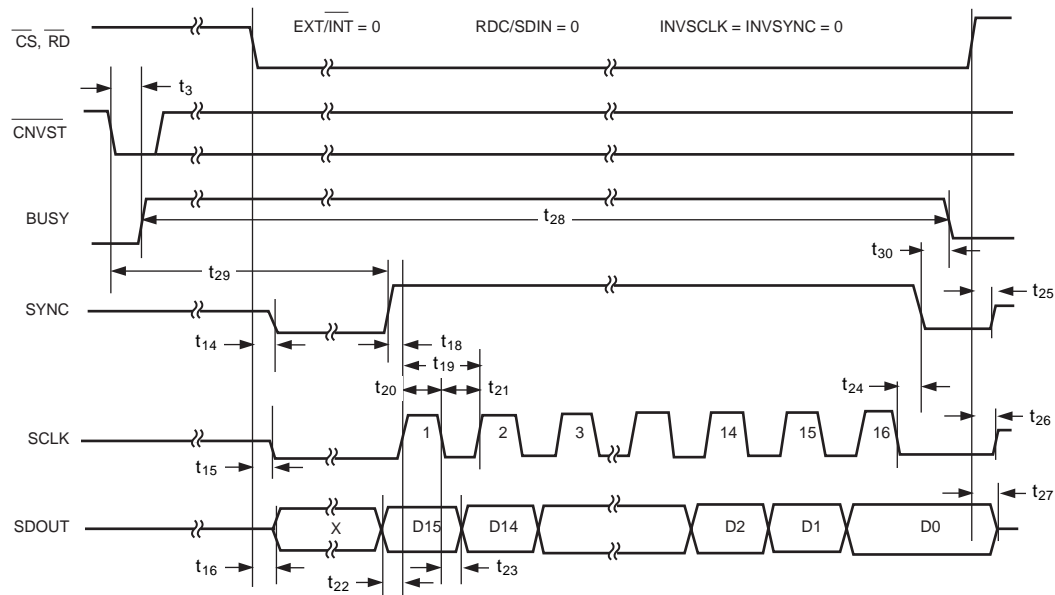 EXT/INT = 0 RDC/SDIN = 0 INVSCLK = INVSYNC = 0
CS, RD
t3
CNVST
BUSY
t28
t30
t29
t25
SYNC
t14
t18
t19
t20
t21
t24
t26
SCLK
1 2 3 14 15 16
t15
t27
SDOUT
X D15 D14 D2 D1 D0
t16
t22
t23